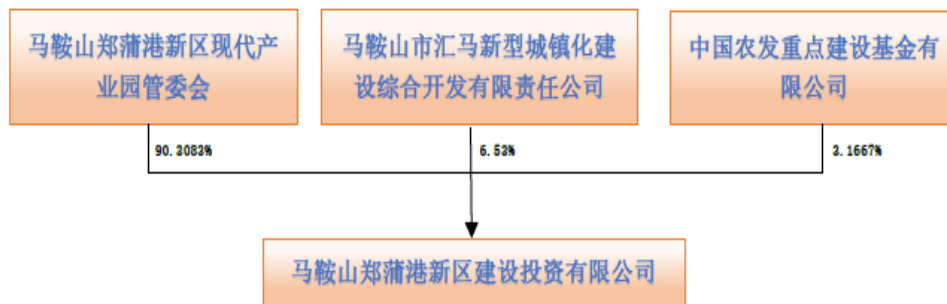 马鞍山郑蒲港新区现代产
业园管委会
马鞍山市汇马新型城镇化建
设综合开发有限责任公司
中国农发重点建设基金有
限公司
90.3083%
6.53%
3.1667%
马鞍山郑蒲港新区建设投资有限公司